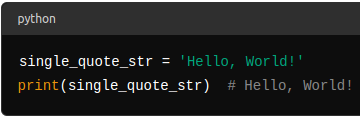 python
single_quote_str = 'Hello, World!'
print(single_quote_str)  # Hello, World!